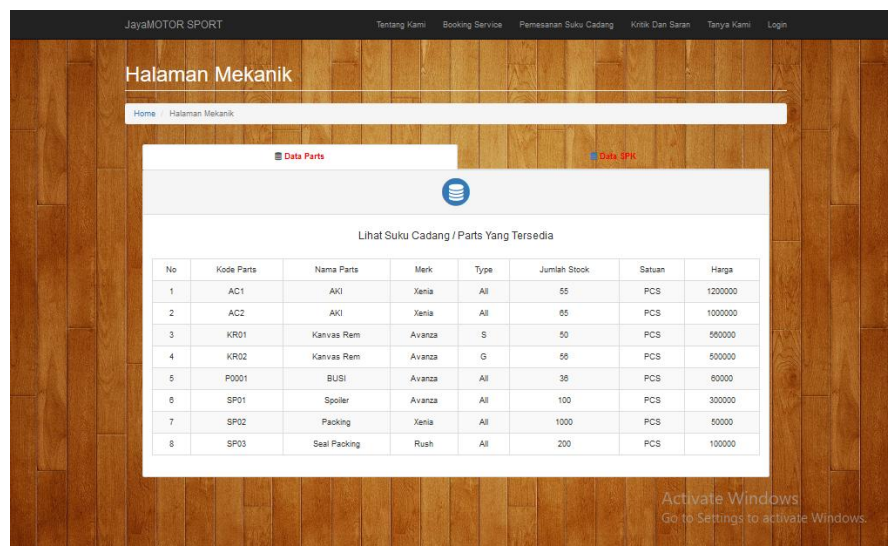 JayaMOTOR SPORT Tentang Kami Booking Service Pemesanan Suku Cadang Kritik Dan Saran Tanya Kami Login
Halaman Mekanik
Home / Halaman Mekanik
Data Parts Data SPK
Lihat Suku Cadang / Parts Yang Tersedia
No Kode Parts Nama Parts Merk Type Jumlah Stook Satuan Harga
1 AC1 AKI Xenia All 55 PCS 1200000
2 AC2 AKI Xenia All 65 PCS 1000000
3 KR01 Kanvas Rem Avanza S 50 PCS 560000
4 KR02 Kanvas Rem Avanza G 56 PCS 500000
5 P0001 BUSI Avanza All 36 PCS 60000
6 SP01 Spoiler Avanza All 100 PCS 300000
7 SP02 Packing Xenia All 1000 PCS 50000
8 SP03 Seal Packing Rush All 200 PCS 100000
Activate Windows
Go to Settings to activate Windows.